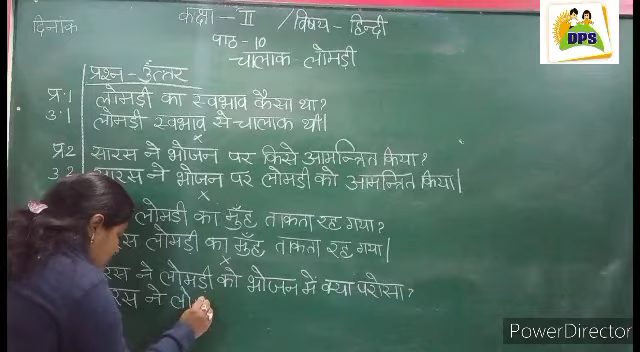 दिनांक
कक्षा - II / विषय - हिन्दी
पाठ - 10
चालाक लोमड़ी
DPS
प्रश्न - उत्तर
प्र.1 लोमड़ी का स्वभाव कैसा था?
उ.1 लोमड़ी स्वभाव से चालाक थी।
x
प्र.2 सारस ने भोजन पर किसे आमन्त्रित किया?
उ.2 सारस ने भोजन पर लोमड़ी को आमन्त्रित किया।
x
लोमड़ी का मुँह ताकता रह गया?
लोमड़ी का मुँह ताकता रह गया।
x
ने लोमड़ी को भोजन में क्या परोसा?
ने
PowerDirector